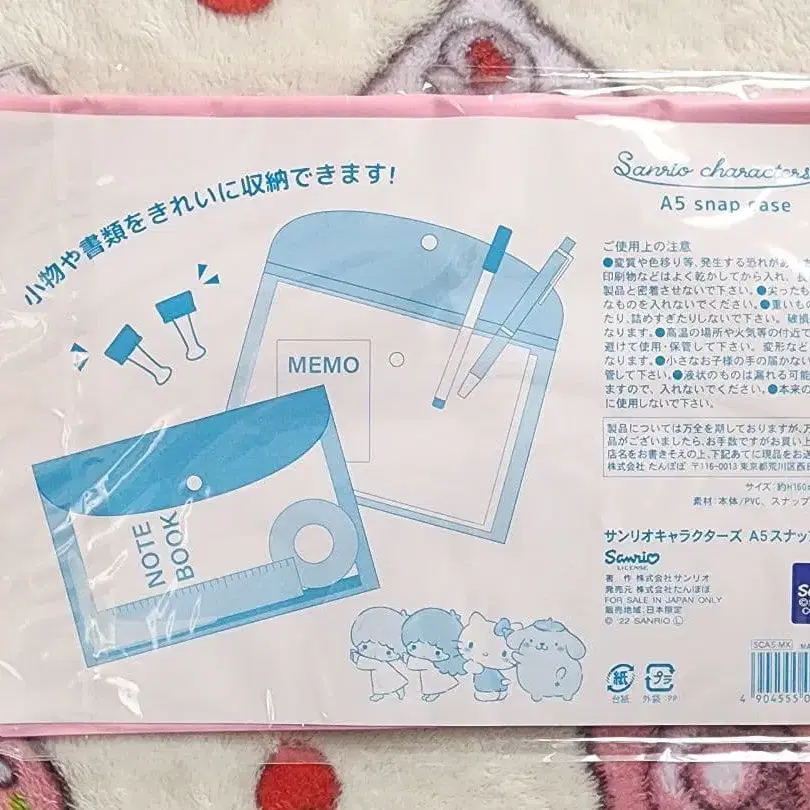 小物や書類をきれいに収納できます!
MEMO
NOTE
BOOK
Sanrio characters
A5 snap case
ご使用上の注意
●変質や色移り等、発生する恐れがあ
印刷物などはよく乾かしてから入れ、
製品と密着させないで下さい。●尖ったも
なものを入れないでください。●重いもの
たり、詰めすぎたりしないで下さい。破損
なります。●高温の場所や火気等の付近で
避けて使用・保管して下さい。変形など
なります。●小さなお子様の手の届かない
管して下さい。●液状のものは漏れる可能
ますので、入れないでください。●本来の
に使用しないで下さい。
製品については万全を期しておりますが、万
品がございましたら、お手数ですがお買い上
店名をお書きそえの上、下記あてに現品をお送
株式会社 たんぽぽ 〒116-0013 東京都荒川区西日
サイズ:約H160
素材:本体/PVC、スナップ
サンリオキャラクターズ A5スナッ
Sanrio
LICENSE
著 作 株式会社サンリオ
発売元 株式会社たんぽぽ
FOR SALE IN JAPAN ONLY
販売地域:日本限定
© '22 SANRIO Ⓛ
紙
台紙
プラ
外袋:PP
SCAS-MX
4 904555 0